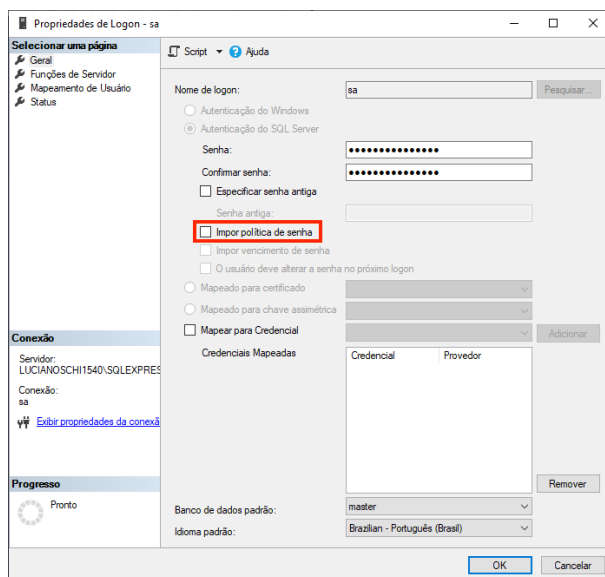 Propriedades de Logon - sa
Selecionar uma página
Geral
Funções de Servidor
Mapeamento de Usuário
Status
Script
Ajuda
Nome de logon:
sa
Pesquisar...
Autenticação do Windows
Autenticação do SQL Server
Senha:
●●●●●●●●●●●●●●●
Confirmar senha:
●●●●●●●●●●●●●●●
Especificar senha antiga
Senha antiga:
Impor política de senha
Impor vencimento de senha
O usuário deve alterar a senha no próximo logon
Mapeado para certificado
Mapeado para chave assimétrica
Mapear para Credencial
Adicionar
Credenciais Mapeadas
Credencial Provedor
Remover
Banco de dados padrão:
master
Idioma padrão:
Brazilian - Português (Brasil)
Conexão
Servidor:
LUCIANOSCHI1540\SQLEXPRES
Conexão:
sa
Exibir propriedades da conexã
Progresso
Pronto
OK
Cancelar